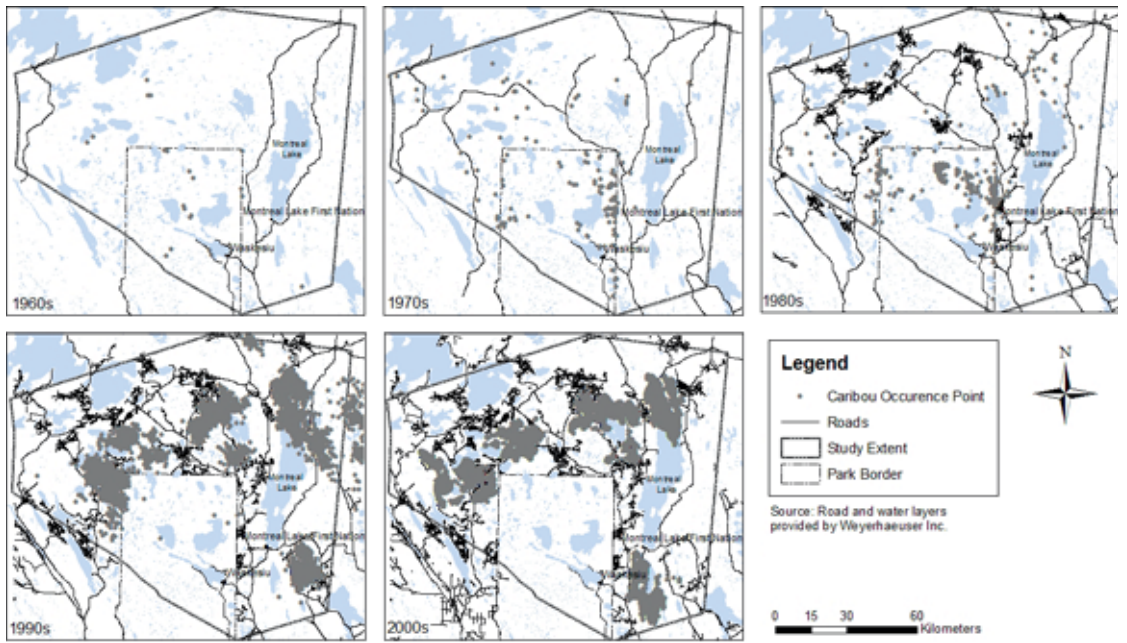 Montreal
Lake
Montreal Lake First Nation
Waskesiu
1960s
Montreal
Lake
Montreal Lake First Nation
Waskesiu
1970s
Montreal
Lake
Montreal Lake First Nation
Waskesiu
1980s
Montreal
Lake
Montreal Lake First Nation
Waskesiu
1990s
Montreal
Lake
Montreal Lake First Nation
Waskesiu
2000s
Legend
Caribou Occurence Point
Roads
Study Extent
Park Border
Source: Road and water layers
provided by Weyerhaeuser Inc.
N
0 15 30 60
Kilometers